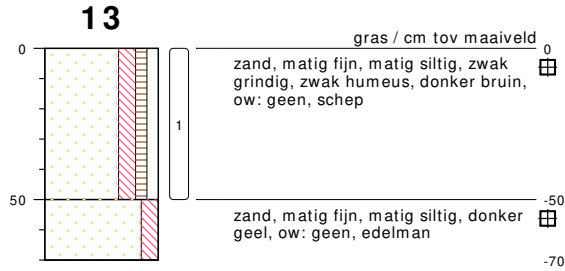 13
gras / cm tov maaiveld
0
0
zand, matig fijn, matig siltig, zwak
grindig, zwak humeus, donker bruin,
ow: geen, schep
1
50
-50
zand, matig fijn, matig siltig, donker
geel, ow: geen, edelman
-70